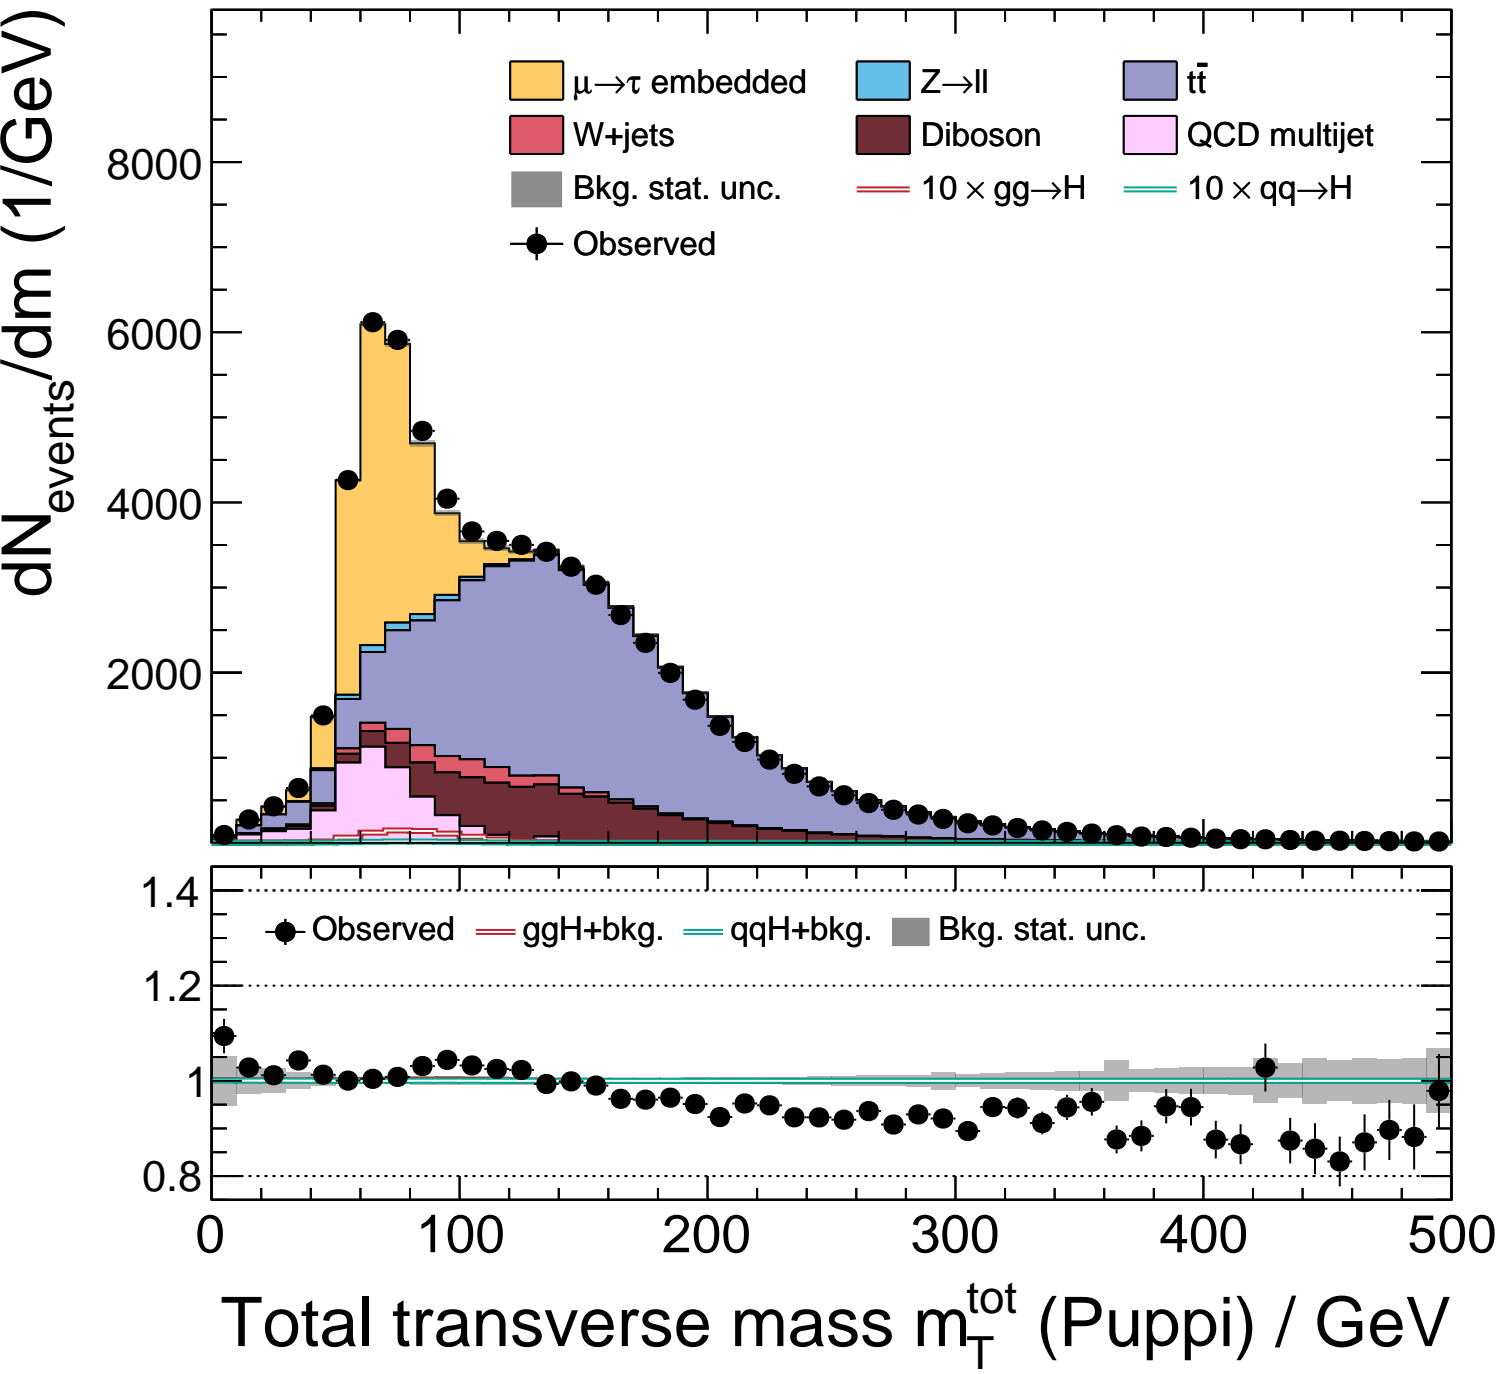 dN_events/dm (1/GeV)
8000
6000
4000
2000
μ→τ embedded
Z→ll
tt̄
W+jets
Diboson
QCD multijet
Bkg. stat. unc.
10 × gg→H
10 × qq→H
Observed
1.4
1.2
1
0.8
Observed
ggH+bkg.
qqH+bkg.
Bkg. stat. unc.
0 100 200 300 400 500
Total transverse mass m_T^tot (Puppi) / GeV